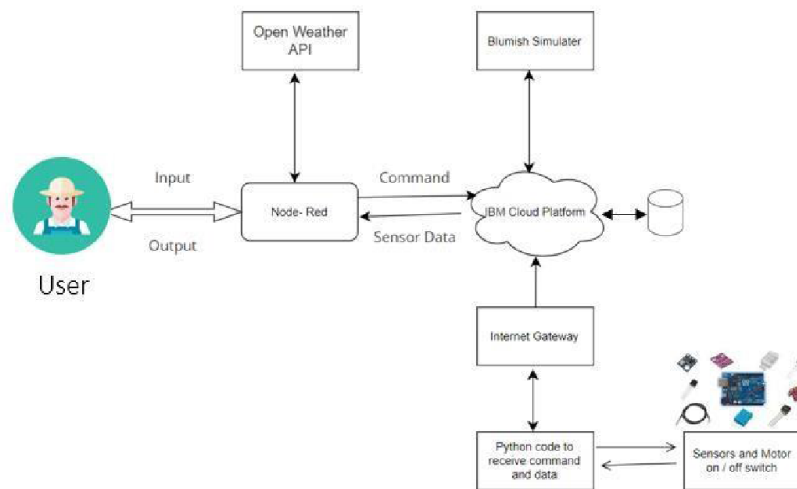 Open Weather
API
Blumish Simulater
Input
Command
Node- Red
IBM Cloud Platform
Output
Sensor Data
User
Internet Gateway
Python code to
receive command
and data
Sensors and Motor
on / off switch